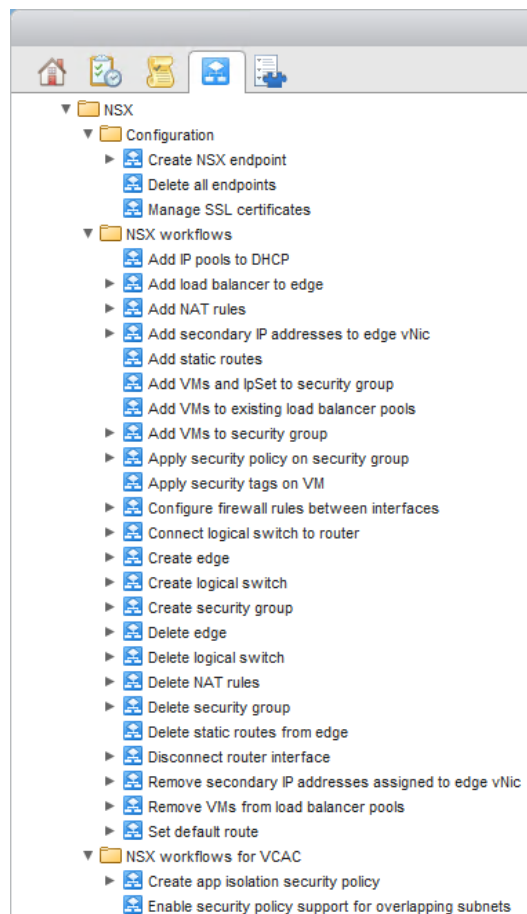 NSX
Configuration
Create NSX endpoint
Delete all endpoints
Manage SSL certificates
NSX workflows
Add IP pools to DHCP
Add load balancer to edge
Add NAT rules
Add secondary IP addresses to edge vNic
Add static routes
Add VMs and IpSet to security group
Add VMs to existing load balancer pools
Add VMs to security group
Apply security policy on security group
Apply security tags on VM
Configure firewall rules between interfaces
Connect logical switch to router
Create edge
Create logical switch
Create security group
Delete edge
Delete logical switch
Delete NAT rules
Delete security group
Delete static routes from edge
Disconnect router interface
Remove secondary IP addresses assigned to edge vNic
Remove VMs from load balancer pools
Set default route
NSX workflows for VCAC
Create app isolation security policy
Enable security policy support for overlapping subnets